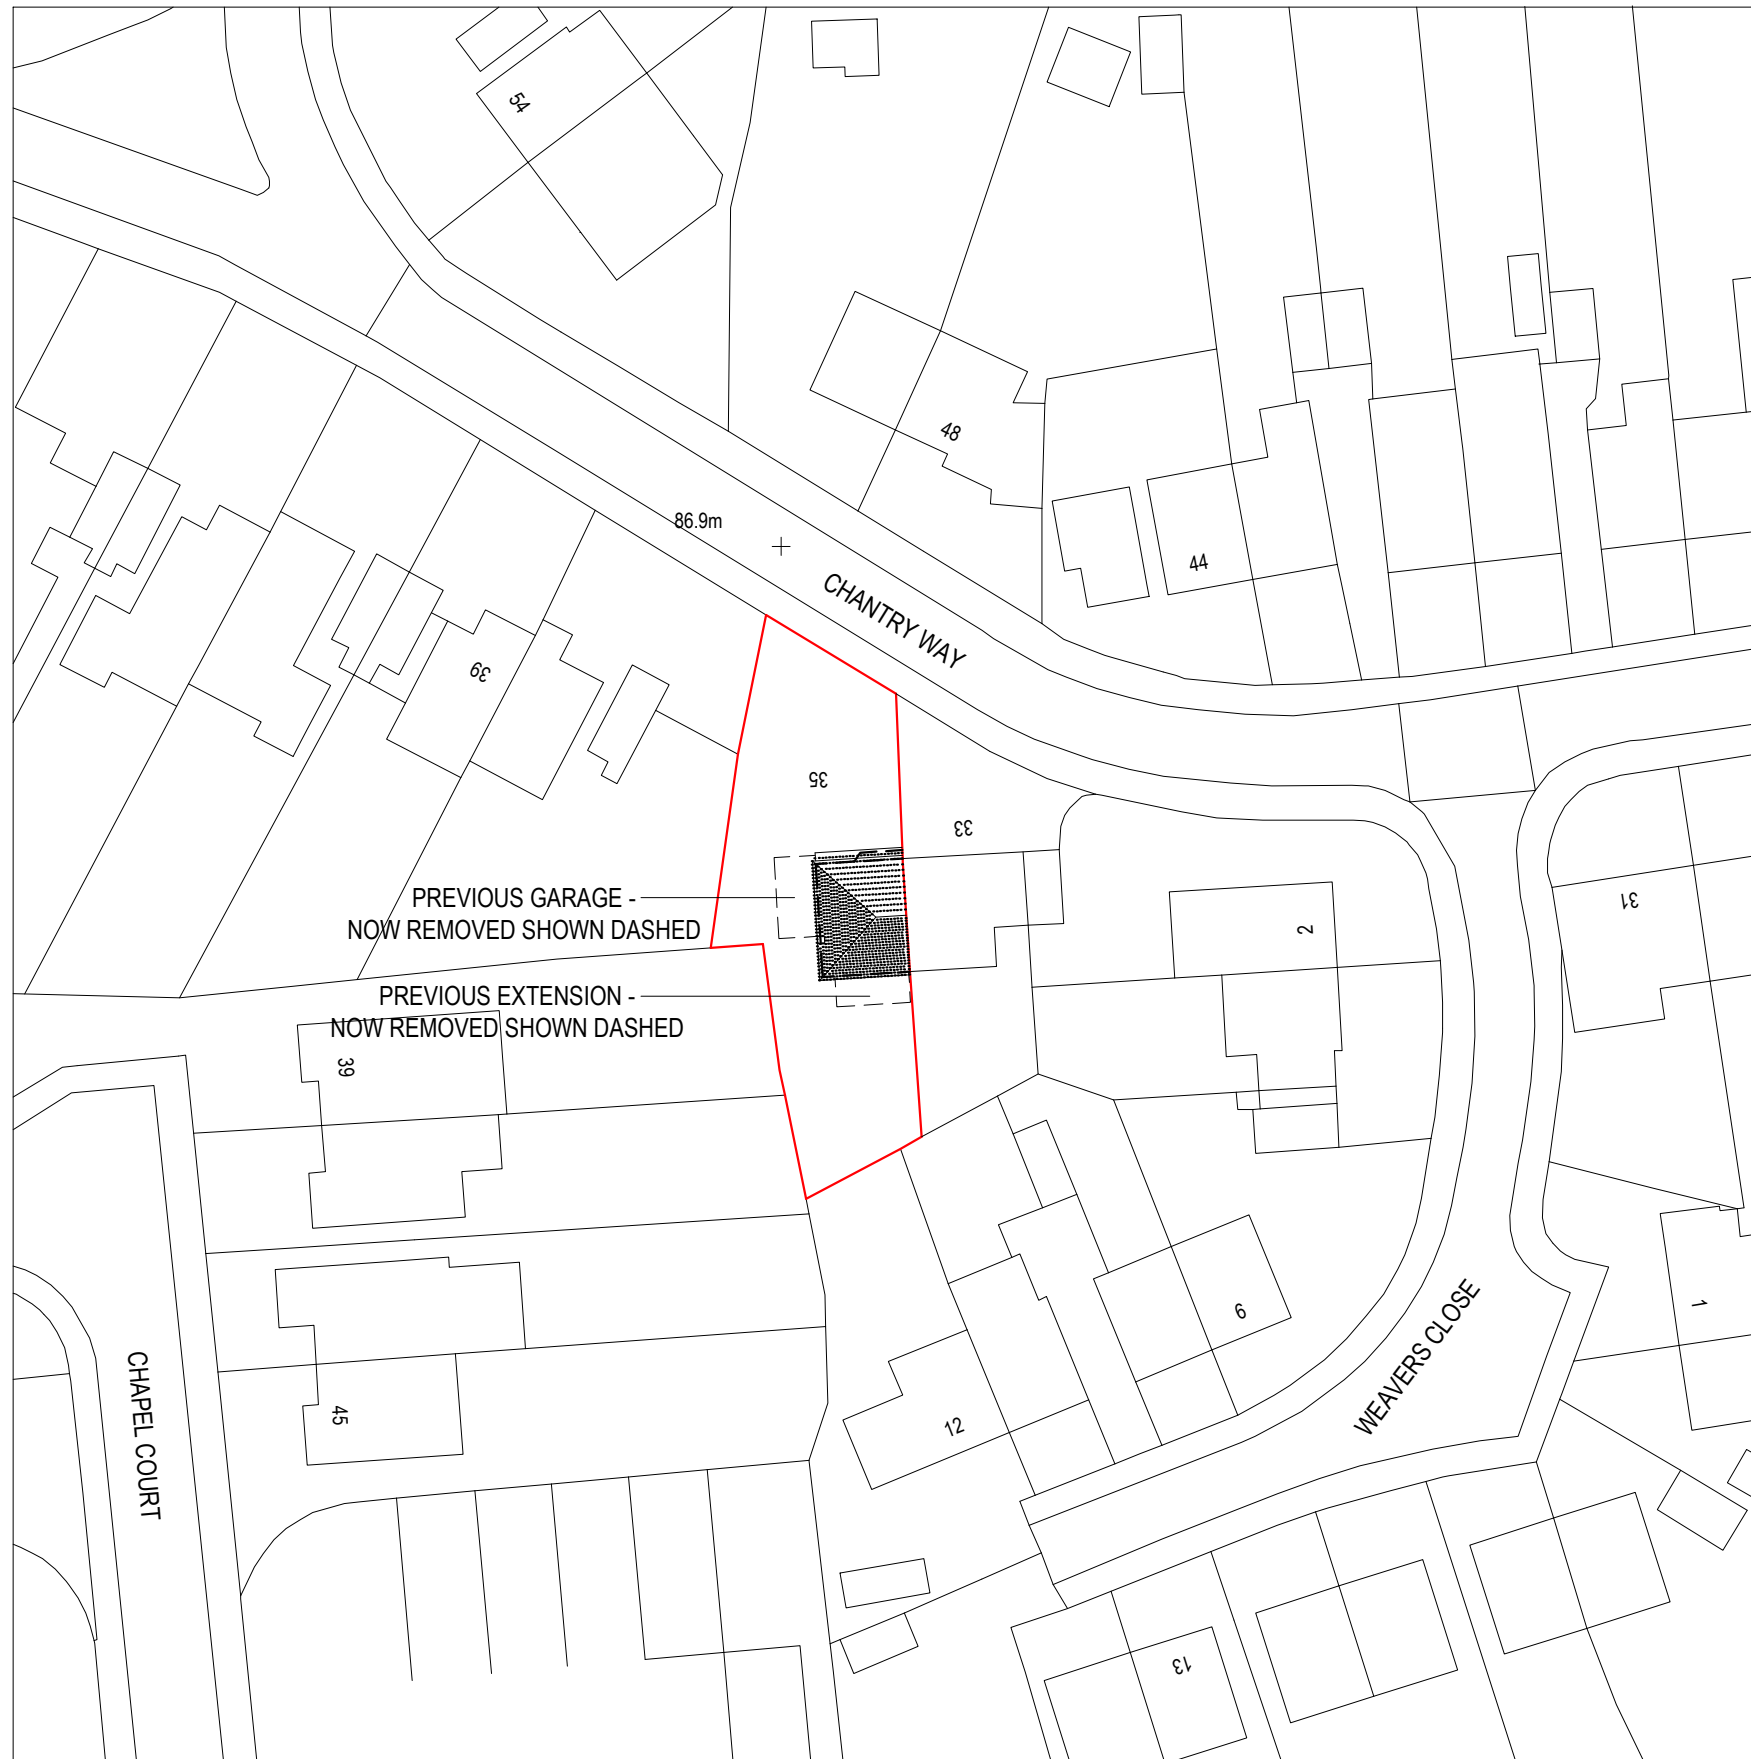 54
48
86.9m
44
CHANTRY WAY
39
35
33
PREVIOUS GARAGE -
NOW REMOVED SHOWN DASHED
31
2
PREVIOUS EXTENSION -
NOW REMOVED SHOWN DASHED
39
6
1
WEAVERS CLOSE
CHAPEL COURT
45
12
13